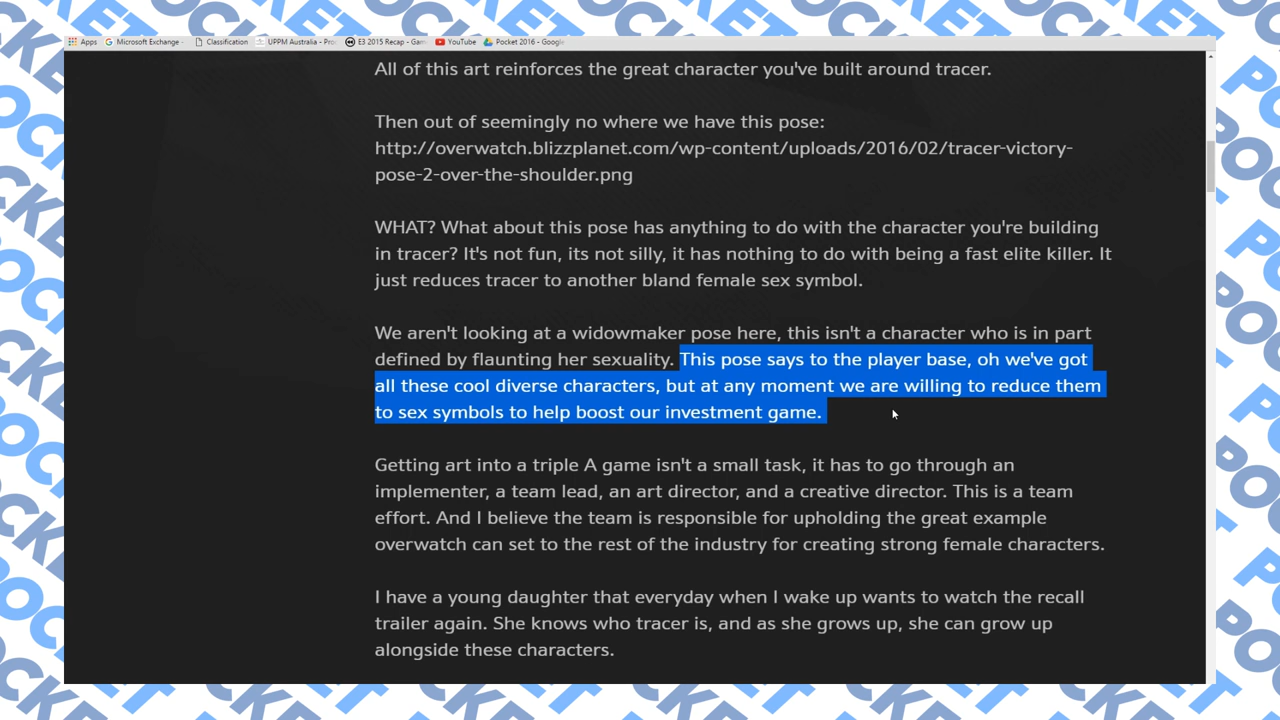 Apps Microsoft Exchange - Classification UPPM Australia - Pro E3 2015 Recap - Gam YouTube Pocket 2016 - Google
All of this art reinforces the great character you've built around tracer.
Then out of seemingly no where we have this pose:
http://overwatch.blizzplanet.com/wp-content/uploads/2016/02/tracer-victory-
pose-2-over-the-shoulder.png
WHAT? What about this pose has anything to do with the character you're building
in tracer? It's not fun, its not silly, it has nothing to do with being a fast elite killer. It
just reduces tracer to another bland female sex symbol.
We aren't looking at a widowmaker pose here, this isn't a character who is in part
defined by flaunting her sexuality. This pose says to the player base, oh we've got
all these cool diverse characters, but at any moment we are willing to reduce them
to sex symbols to help boost our investment game.
Getting art into a triple A game isn't a small task, it has to go through an
implementer, a team lead, an art director, and a creative director. This is a team
effort. And I believe the team is responsible for upholding the great example
overwatch can set to the rest of the industry for creating strong female characters.
I have a young daughter that everyday when I wake up wants to watch the recall
trailer again. She knows who tracer is, and as she grows up, she can grow up
alongside these characters.
POCKET